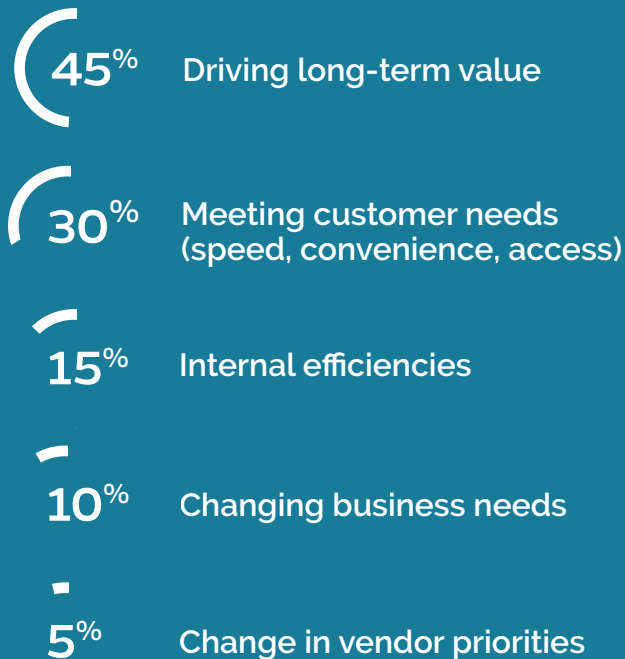 45% Driving long-term value
30% Meeting customer needs
(speed, convenience, access)
15% Internal efficiencies
10% Changing business needs
5% Change in vendor priorities